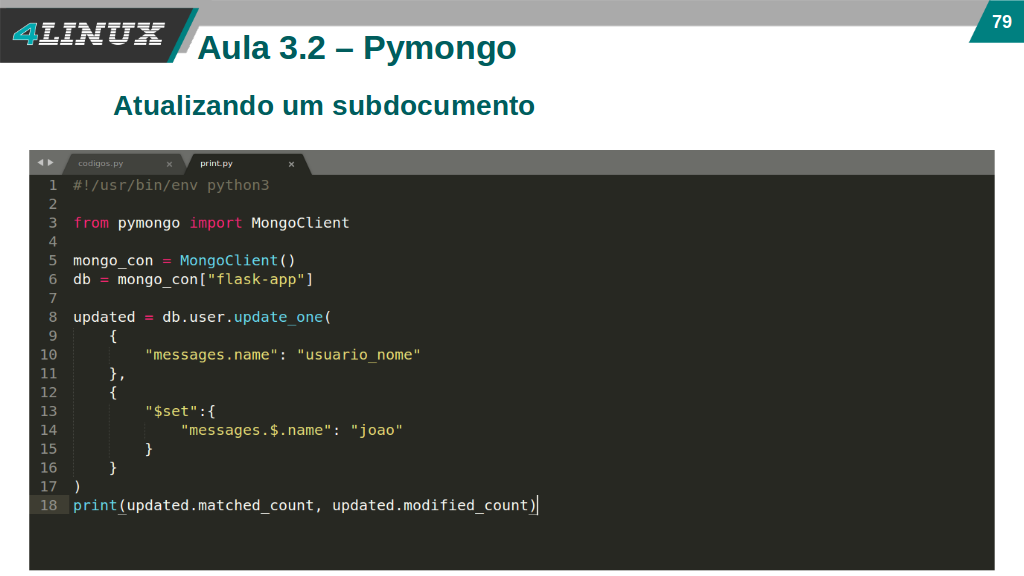 4LINUX
79
Aula 3.2 – Pymongo
Atualizando um subdocumento
codigos.py × print.py ×
1 #!/usr/bin/env python3
2
3 from pymongo import MongoClient
4
5 mongo_con = MongoClient()
6 db = mongo_con["flask-app"]
7
8 updated = db.user.update_one(
9     {
10         "messages.name": "usuario_nome"
11     },
12     {
13         "$set":{
14             "messages.$.name": "joao"
15         }
16     }
17 )
18 print(updated.matched_count, updated.modified_count)